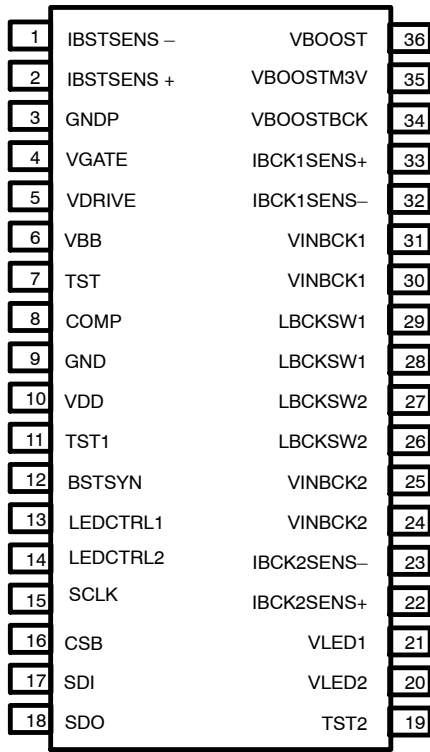 1 IBSTSENS – VBOOST 36
2 IBSTSENS + VBOOSTM3V 35
3 GNDP VBOOSTBCK 34
4 VGATE IBCK1SENS+ 33
5 VDRIVE IBCK1SENS– 32
6 VBB VINBCK1 31
7 TST VINBCK1 30
8 COMP LBCKSW1 29
9 GND LBCKSW1 28
10 VDD LBCKSW2 27
11 TST1 LBCKSW2 26
12 BSTSYN VINBCK2 25
13 LEDCTRL1 VINBCK2 24
14 LEDCTRL2 IBCK2SENS– 23
15 SCLK IBCK2SENS+ 22
16 CSB VLED1 21
17 SDI VLED2 20
18 SDO TST2 19